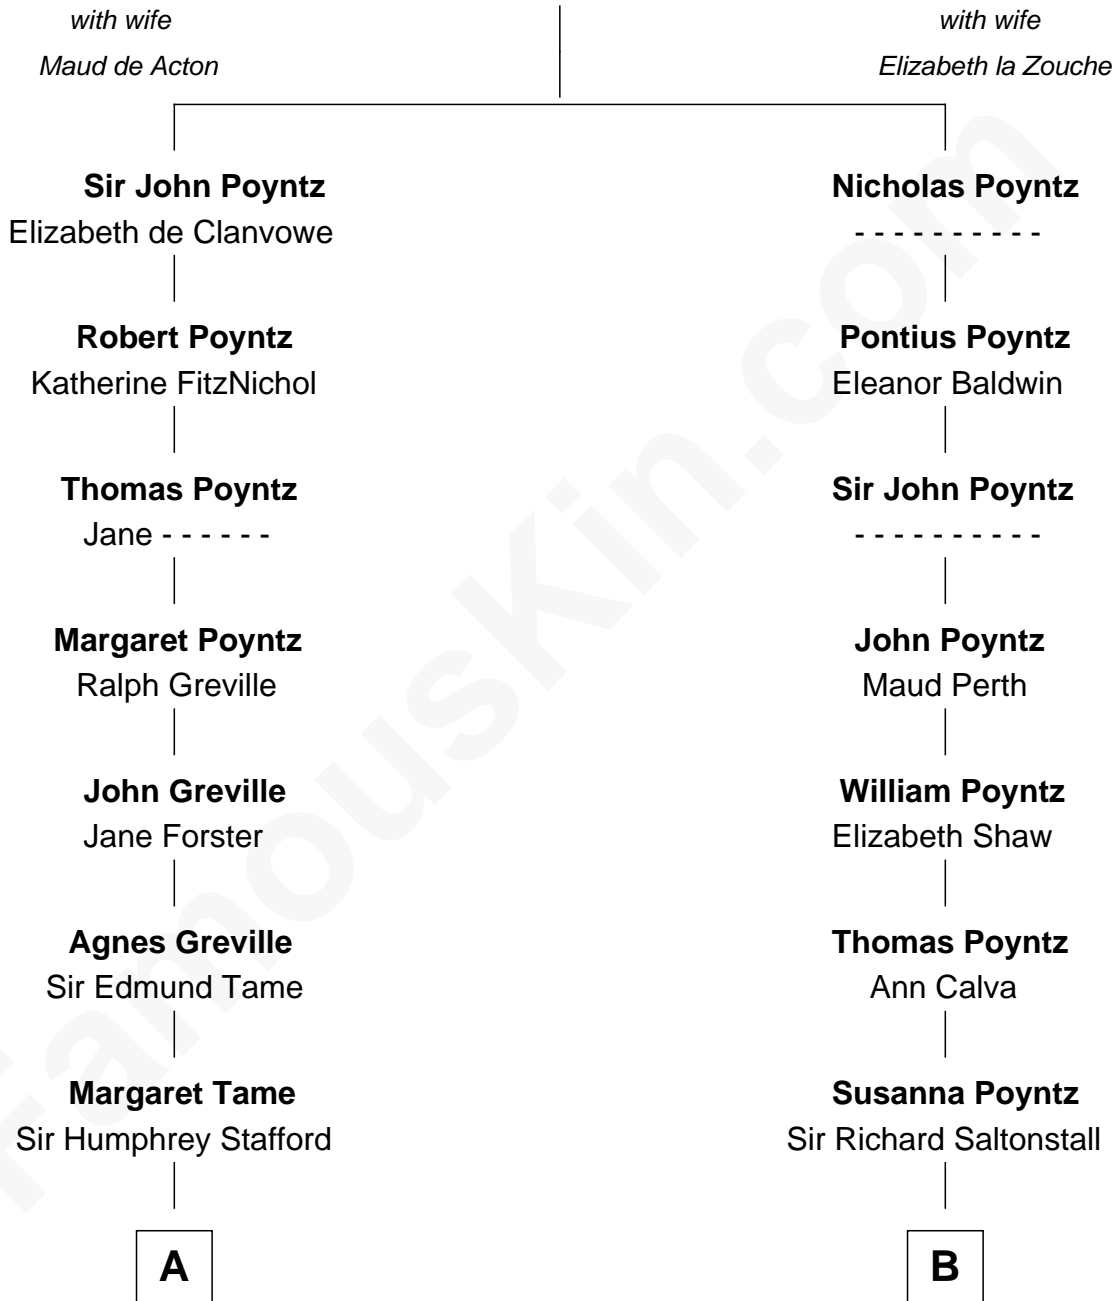 with wife
Maud de Acton
with wife
Elizabeth la Zouche
Sir John Poyntz
Elizabeth de Clanvowe
Nicholas Poyntz
- - - - - - - - - -
Robert Poyntz
Katherine FitzNichol
Pontius Poyntz
Eleanor Baldwin
Thomas Poyntz
Jane - - - - - -
Sir John Poyntz
- - - - - - - - - -
Margaret Poyntz
Ralph Greville
John Poyntz
Maud Perth
John Greville
Jane Forster
William Poyntz
Elizabeth Shaw
Agnes Greville
Sir Edmund Tame
Thomas Poyntz
Ann Calva
Margaret Tame
Sir Humphrey Stafford
Susanna Poyntz
Sir Richard Saltonstall
A
B
FamousKin.com